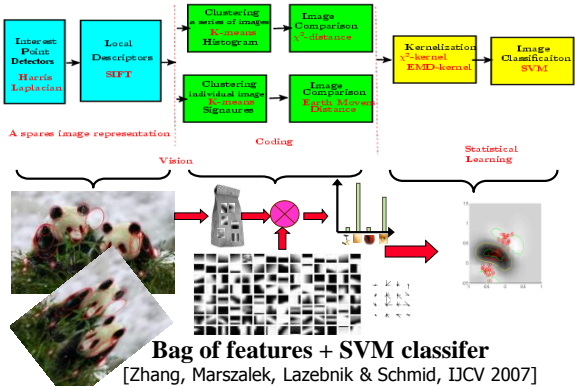 Interest
Point
Detectors
Harris
Laplacian
Local
Descriptors
SIFT
Clustering
a series of images
K-means
Histogram
Image
Comparison
χ²-distance
Clustering
individual image
K-means
Signaures
Image
Comparison
Earth Movers
Distance
Kernelization
χ²-kernel
EMD-kernel
Image
Classificaiton
SVM
A spares image representation
Coding
Vision
Statistical
Learning
Bag of features + SVM classifer
[Zhang, Marszalek, Lazebnik & Schmid, IJCV 2007]